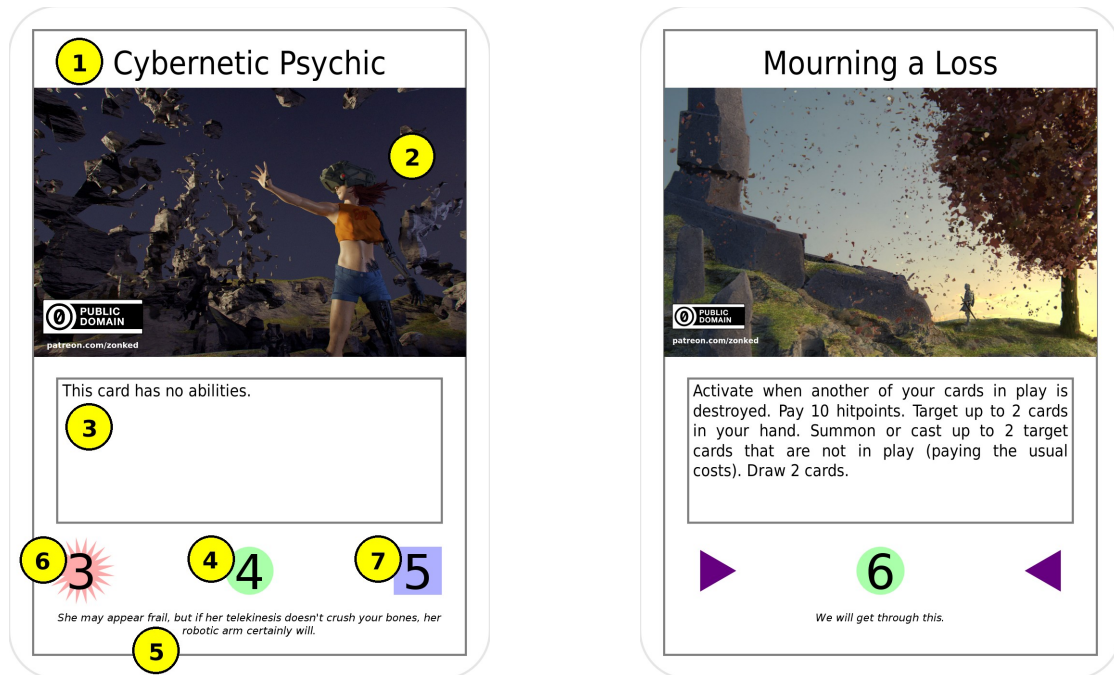 1 Cybernetic Psychic
2
PUBLIC
DOMAIN
patreon.com/zonked
This card has no abilities.
3
6 3 4 4 7 5
She may appear frail, but if her telekinesis doesn't crush your bones, her
robotic arm certainly will.
5
Mourning a Loss
PUBLIC
DOMAIN
patreon.com/zonked
Activate when another of your cards in play is
destroyed. Pay 10 hitpoints. Target up to 2 cards
in your hand. Summon or cast up to 2 target
cards that are not in play (paying the usual
costs). Draw 2 cards.
6
We will get through this.